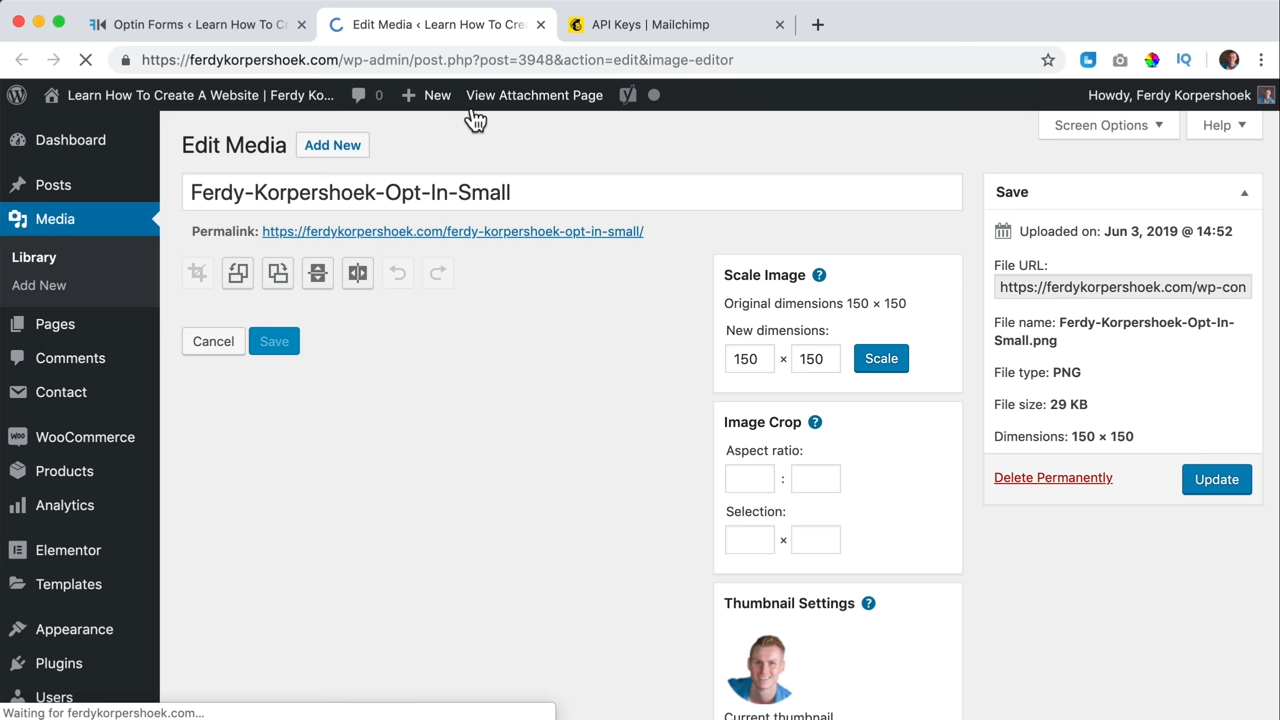 Optin Forms ‹ Learn How To C
Edit Media ‹ Learn How To Cre
API Keys | Mailchimp
https://ferdykorpershoek.com/wp-admin/post.php?post=3948&action=edit&image-editor
Learn How To Create A Website | Ferdy Ko...
0
New
View Attachment Page
Howdy, Ferdy Korpershoek
Screen Options
Help
Dashboard
Posts
Media
Library
Add New
Pages
Comments
Contact
WooCommerce
Products
Analytics
Elementor
Templates
Appearance
Plugins
Users
Edit Media
Add New
Ferdy-Korpershoek-Opt-In-Small
Permalink: https://ferdykorpershoek.com/ferdy-korpershoek-opt-in-small/
Cancel
Save
Scale Image
Original dimensions 150 × 150
New dimensions:
150 × 150
Scale
Image Crop
Aspect ratio:
:
Selection:
×
Thumbnail Settings
Current thumbnail
Save
Uploaded on: Jun 3, 2019 @ 14:52
File URL:
https://ferdykorpershoek.com/wp-con
File name: Ferdy-Korpershoek-Opt-In-
Small.png
File type: PNG
File size: 29 KB
Dimensions: 150 × 150
Delete Permanently
Update
Waiting for ferdykorpershoek.com...